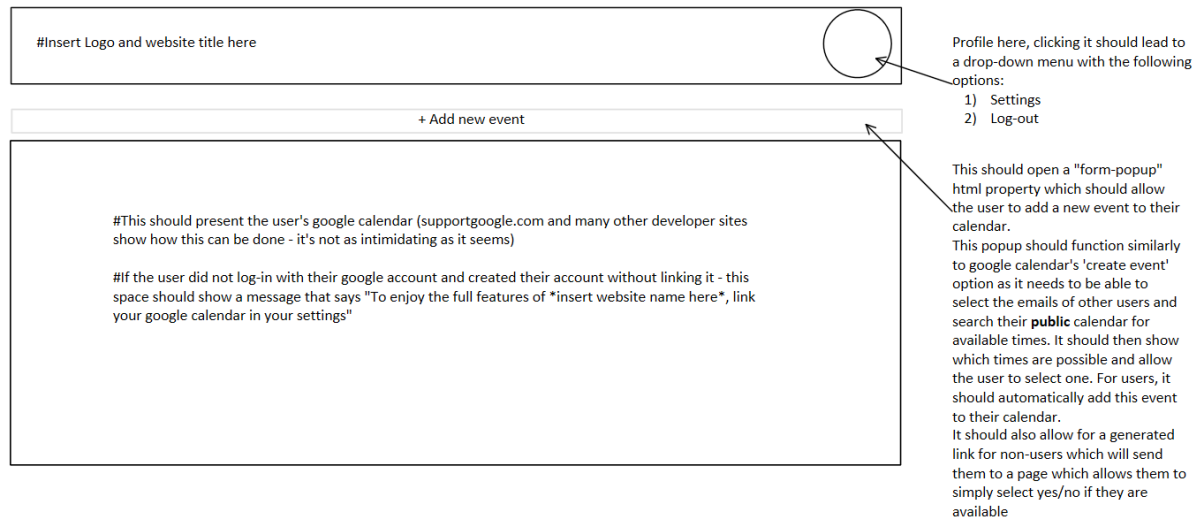 #Insert Logo and website title here
Profile here, clicking it should lead to
a drop-down menu with the following
options:
1) Settings
2) Log-out
+ Add new event
This should open a "form-popup"
html property which should allow
the user to add a new event to their
calendar.
This popup should function similarly
to google calendar's 'create event'
option as it needs to be able to
select the emails of other users and
search their public calendar for
available times. It should then show
which times are possible and allow
the user to select one. For users, it
should automatically add this event
to their calendar.
It should also allow for a generated
link for non-users which will send
them to a page which allows them to
simply select yes/no if they are
available
#This should present the user's google calendar (supportgoogle.com and many other developer sites
show how this can be done - it's not as intimidating as it seems)
#If the user did not log-in with their google account and created their account without linking it - this
space should show a message that says "To enjoy the full features of *insert website name here*, link
your google calendar in your settings"